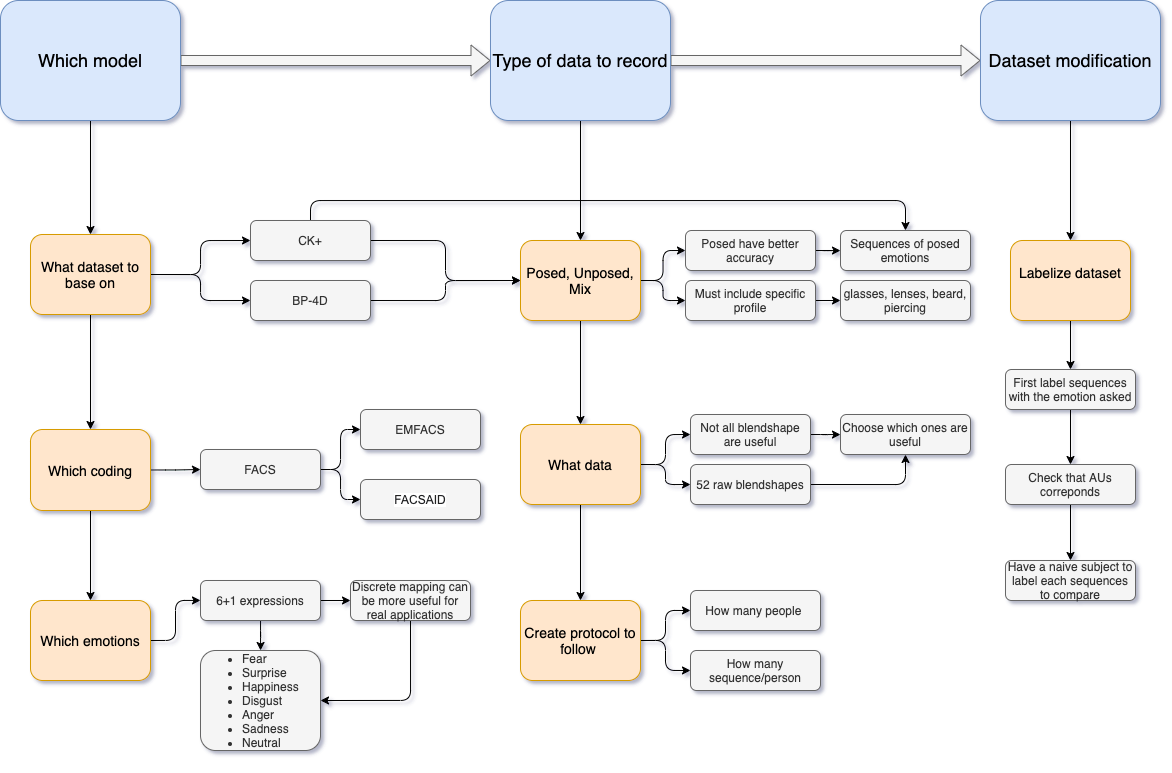 Which model
Type of data to record
Dataset modification
What dataset to
base on
CK+
BP-4D
Posed, Unposed,
Mix
Posed have better
accuracy
Sequences of posed
emotions
Must include specific
profile
glasses, lenses, beard,
piercing
Labelize dataset
First label sequences
with the emotion asked
Check that AUs
correponds
Have a naive subject to
label each sequences
to compare
Which coding
FACS
EMFACS
FACSAID
What data
Not all blendshape
are useful
Choose which ones are
useful
52 raw blendshapes
Which emotions
6+1 expressions
Discrete mapping can
be more useful for
real applications
• Fear
• Surprise
• Happiness
• Disgust
• Anger
• Sadness
• Neutral
Create protocol to
follow
How many people
How many
sequence/person